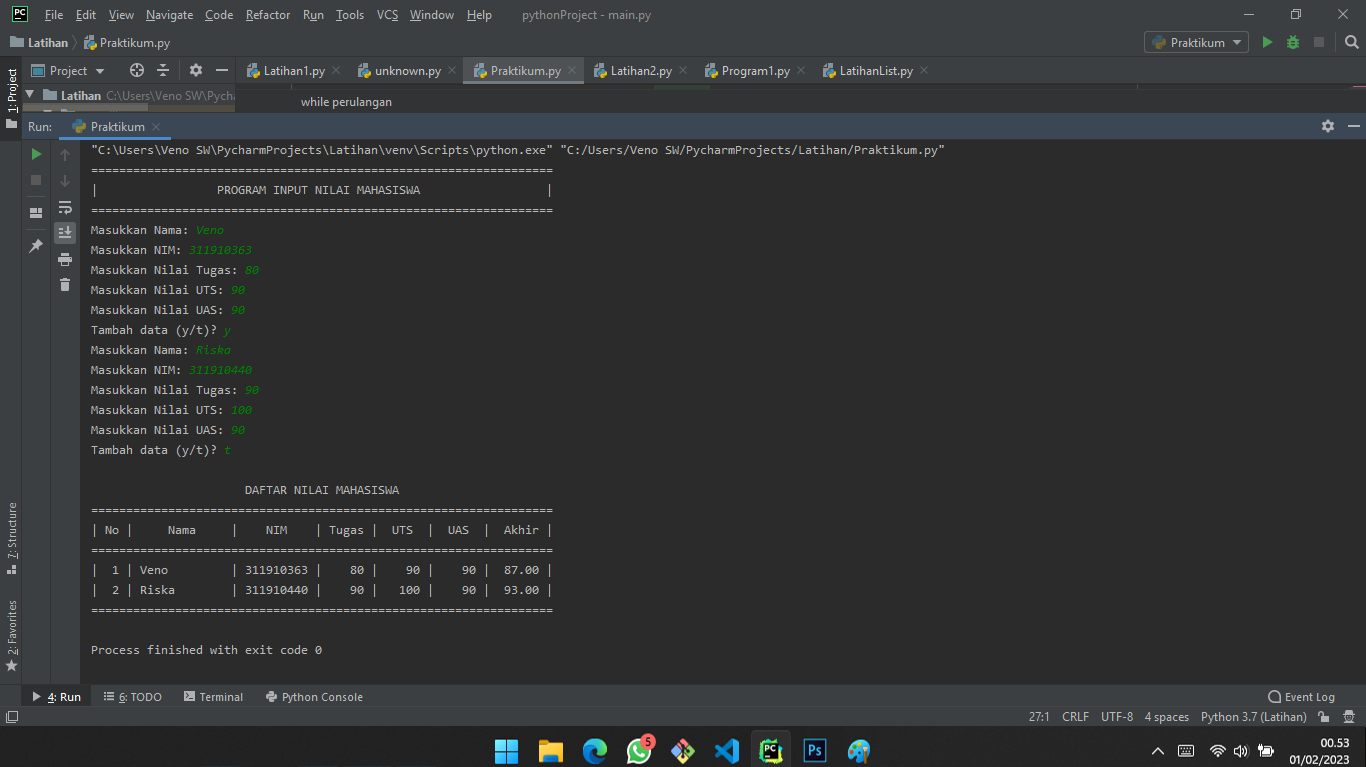 PC File Edit View Navigate Code Refactor Run Tools VCS Window Help pythonProject - main.py
Latihan Praktikum.py Praktikum
1: Project Project Latihan1.py unknown.py Praktikum.py Latihan2.py Program1.py LatihanList.py
Latihan C:\Users\Veno SW\Pycha
while perulangan
Run: Praktikum
"C:\Users\Veno SW\PycharmProjects\Latihan\venv\Scripts\python.exe" "C:/Users/Veno SW/PycharmProjects/Latihan/Praktikum.py"
==================================================================
|                 PROGRAM INPUT NILAI MAHASISWA                  |
==================================================================
Masukkan Nama: Veno
Masukkan NIM: 311910363
Masukkan Nilai Tugas: 80
Masukkan Nilai UTS: 90
Masukkan Nilai UAS: 90
Tambah data (y/t)? y
Masukkan Nama: Riska
Masukkan NIM: 311910440
Masukkan Nilai Tugas: 90
Masukkan Nilai UTS: 100
Masukkan Nilai UAS: 90
Tambah data (y/t)? t
DAFTAR NILAI MAHASISWA
==================================================================
| No |     Nama     |    NIM    | Tugas |  UTS  |  UAS  |  Akhir |
==================================================================
|  1 | Veno         | 311910363 |    80 |    90 |    90 |  87.00 |
|  2 | Riska        | 311910440 |    90 |   100 |    90 |  93.00 |
==================================================================
Process finished with exit code 0
7: Structure
2: Favorites
4: Run 6: TODO Terminal Python Console Event Log
27:1 CRLF UTF-8 4 spaces Python 3.7 (Latihan)
5 PC Ps 00.53
01/02/2023